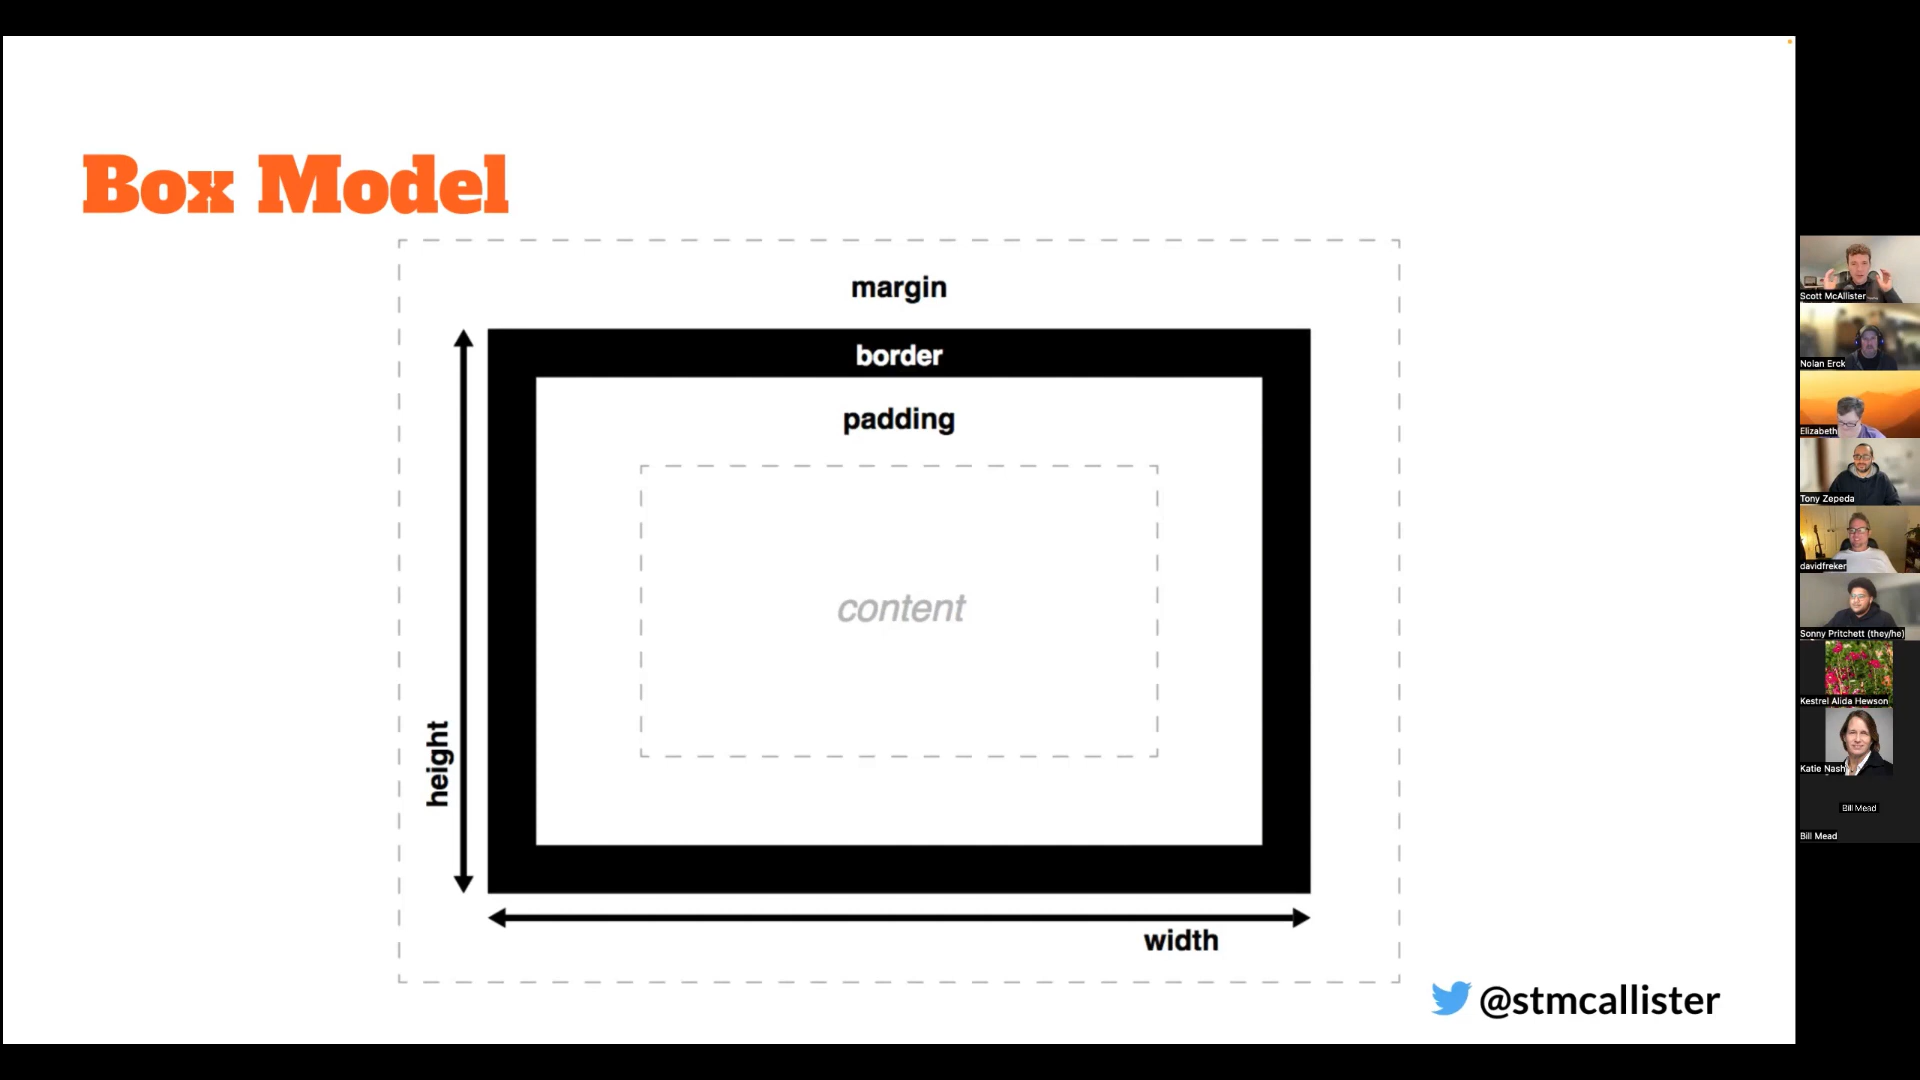 Box Model
margin
border
padding
content
height
width
@stmcallister
Scott McAllister
Nolan Erck
Elizabeth
Tony Zepeda
davidfreker
Sonny Pritchett (they/he)
Kestrel Alida Hewson
Katie Nash
Bill Mead
Bill Mead